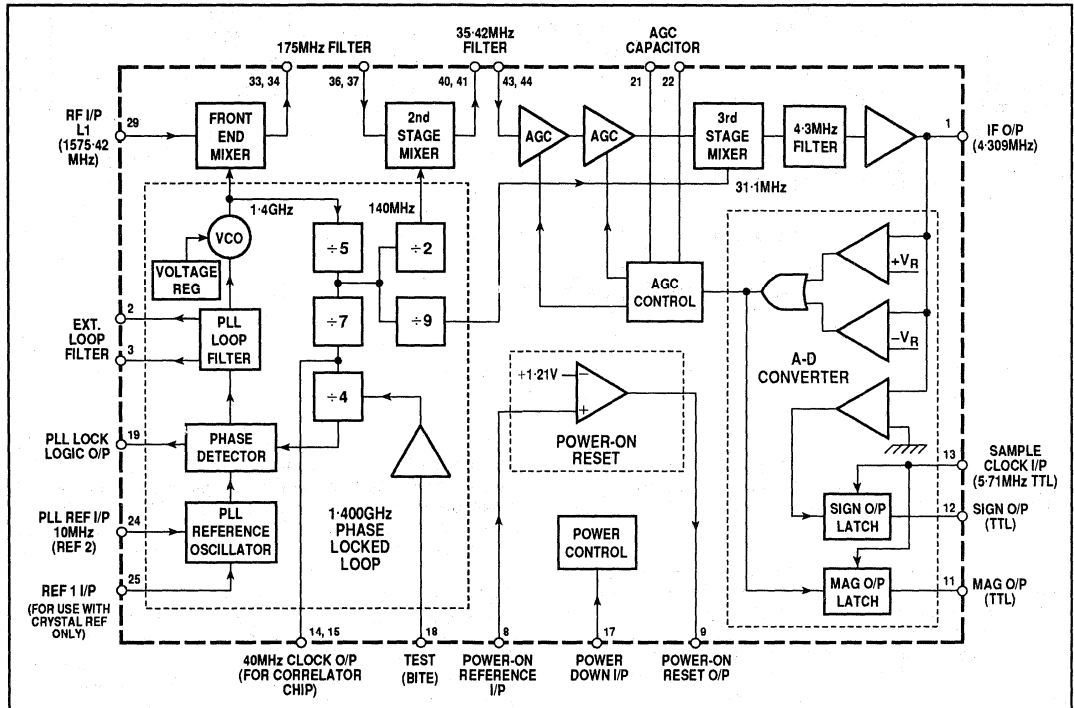 175MHz FILTER
35·42MHz
FILTER
AGC
CAPACITOR
33, 34
36, 37
40, 41
43, 44
21
22
RF I/P
L1
(1575·42
MHz)
29
FRONT
END
MIXER
2nd
STAGE
MIXER
AGC
AGC
3rd
STAGE
MIXER
4·3MHz
FILTER
1
IF O/P
(4·309MHz)
31·1MHz
1·4GHz
140MHz
VCO
VOLTAGE
REG
÷5
÷2
÷7
÷9
÷4
AGC
CONTROL
+VR
−VR
A-D
CONVERTER
EXT.
LOOP
FILTER
2
3
PLL
LOOP
FILTER
+1·21V
−
+
POWER-ON
RESET
PLL LOCK
LOGIC O/P
19
PHASE
DETECTOR
PLL REF I/P
10MHz
(REF 2)
24
PLL
REFERENCE
OSCILLATOR
1·400GHz
PHASE
LOCKED
LOOP
POWER
CONTROL
13
SAMPLE
CLOCK I/P
(5·71MHz TTL)
SIGN O/P
LATCH
12
SIGN O/P
(TTL)
MAG O/P
LATCH
11
MAG O/P
(TTL)
25
REF 1 I/P
(FOR USE WITH
CRYSTAL REF
ONLY)
14, 15
18
8
17
9
40MHz CLOCK O/P
(FOR CORRELATOR
CHIP)
TEST
(BITE)
POWER-ON
REFERENCE
I/P
POWER
DOWN I/P
POWER-ON
RESET O/P